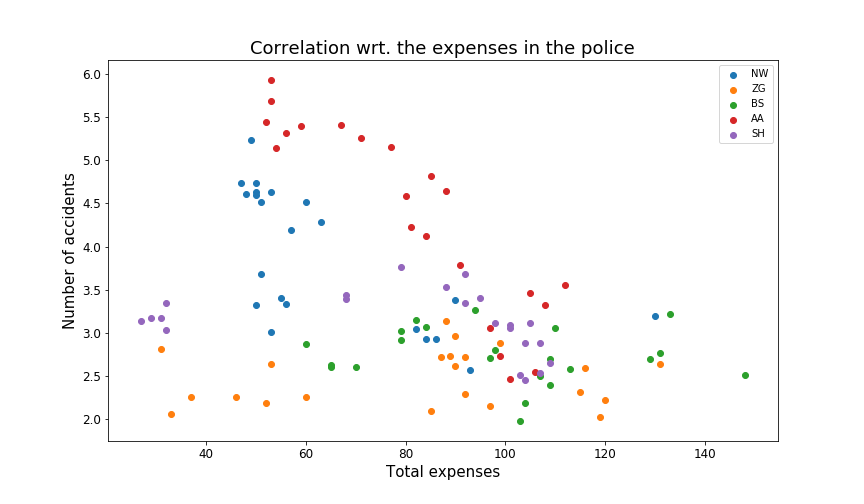 Correlation wrt. the expenses in the police
NW
ZG
BS
AA
SH
Number of accidents
6.0
5.5
5.0
4.5
4.0
3.5
3.0
2.5
2.0
40 60 80 100 120 140
Total expenses